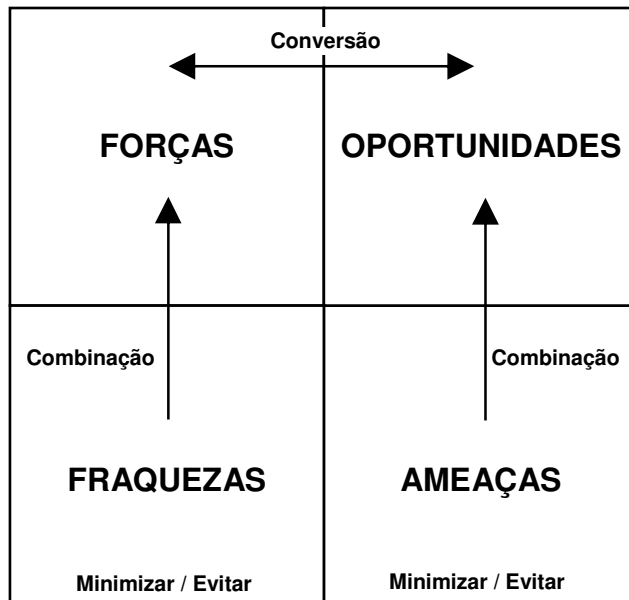 Conversão
FORÇAS
OPORTUNIDADES
Combinação
Combinação
FRAQUEZAS
AMEAÇAS
Minimizar / Evitar
Minimizar / Evitar